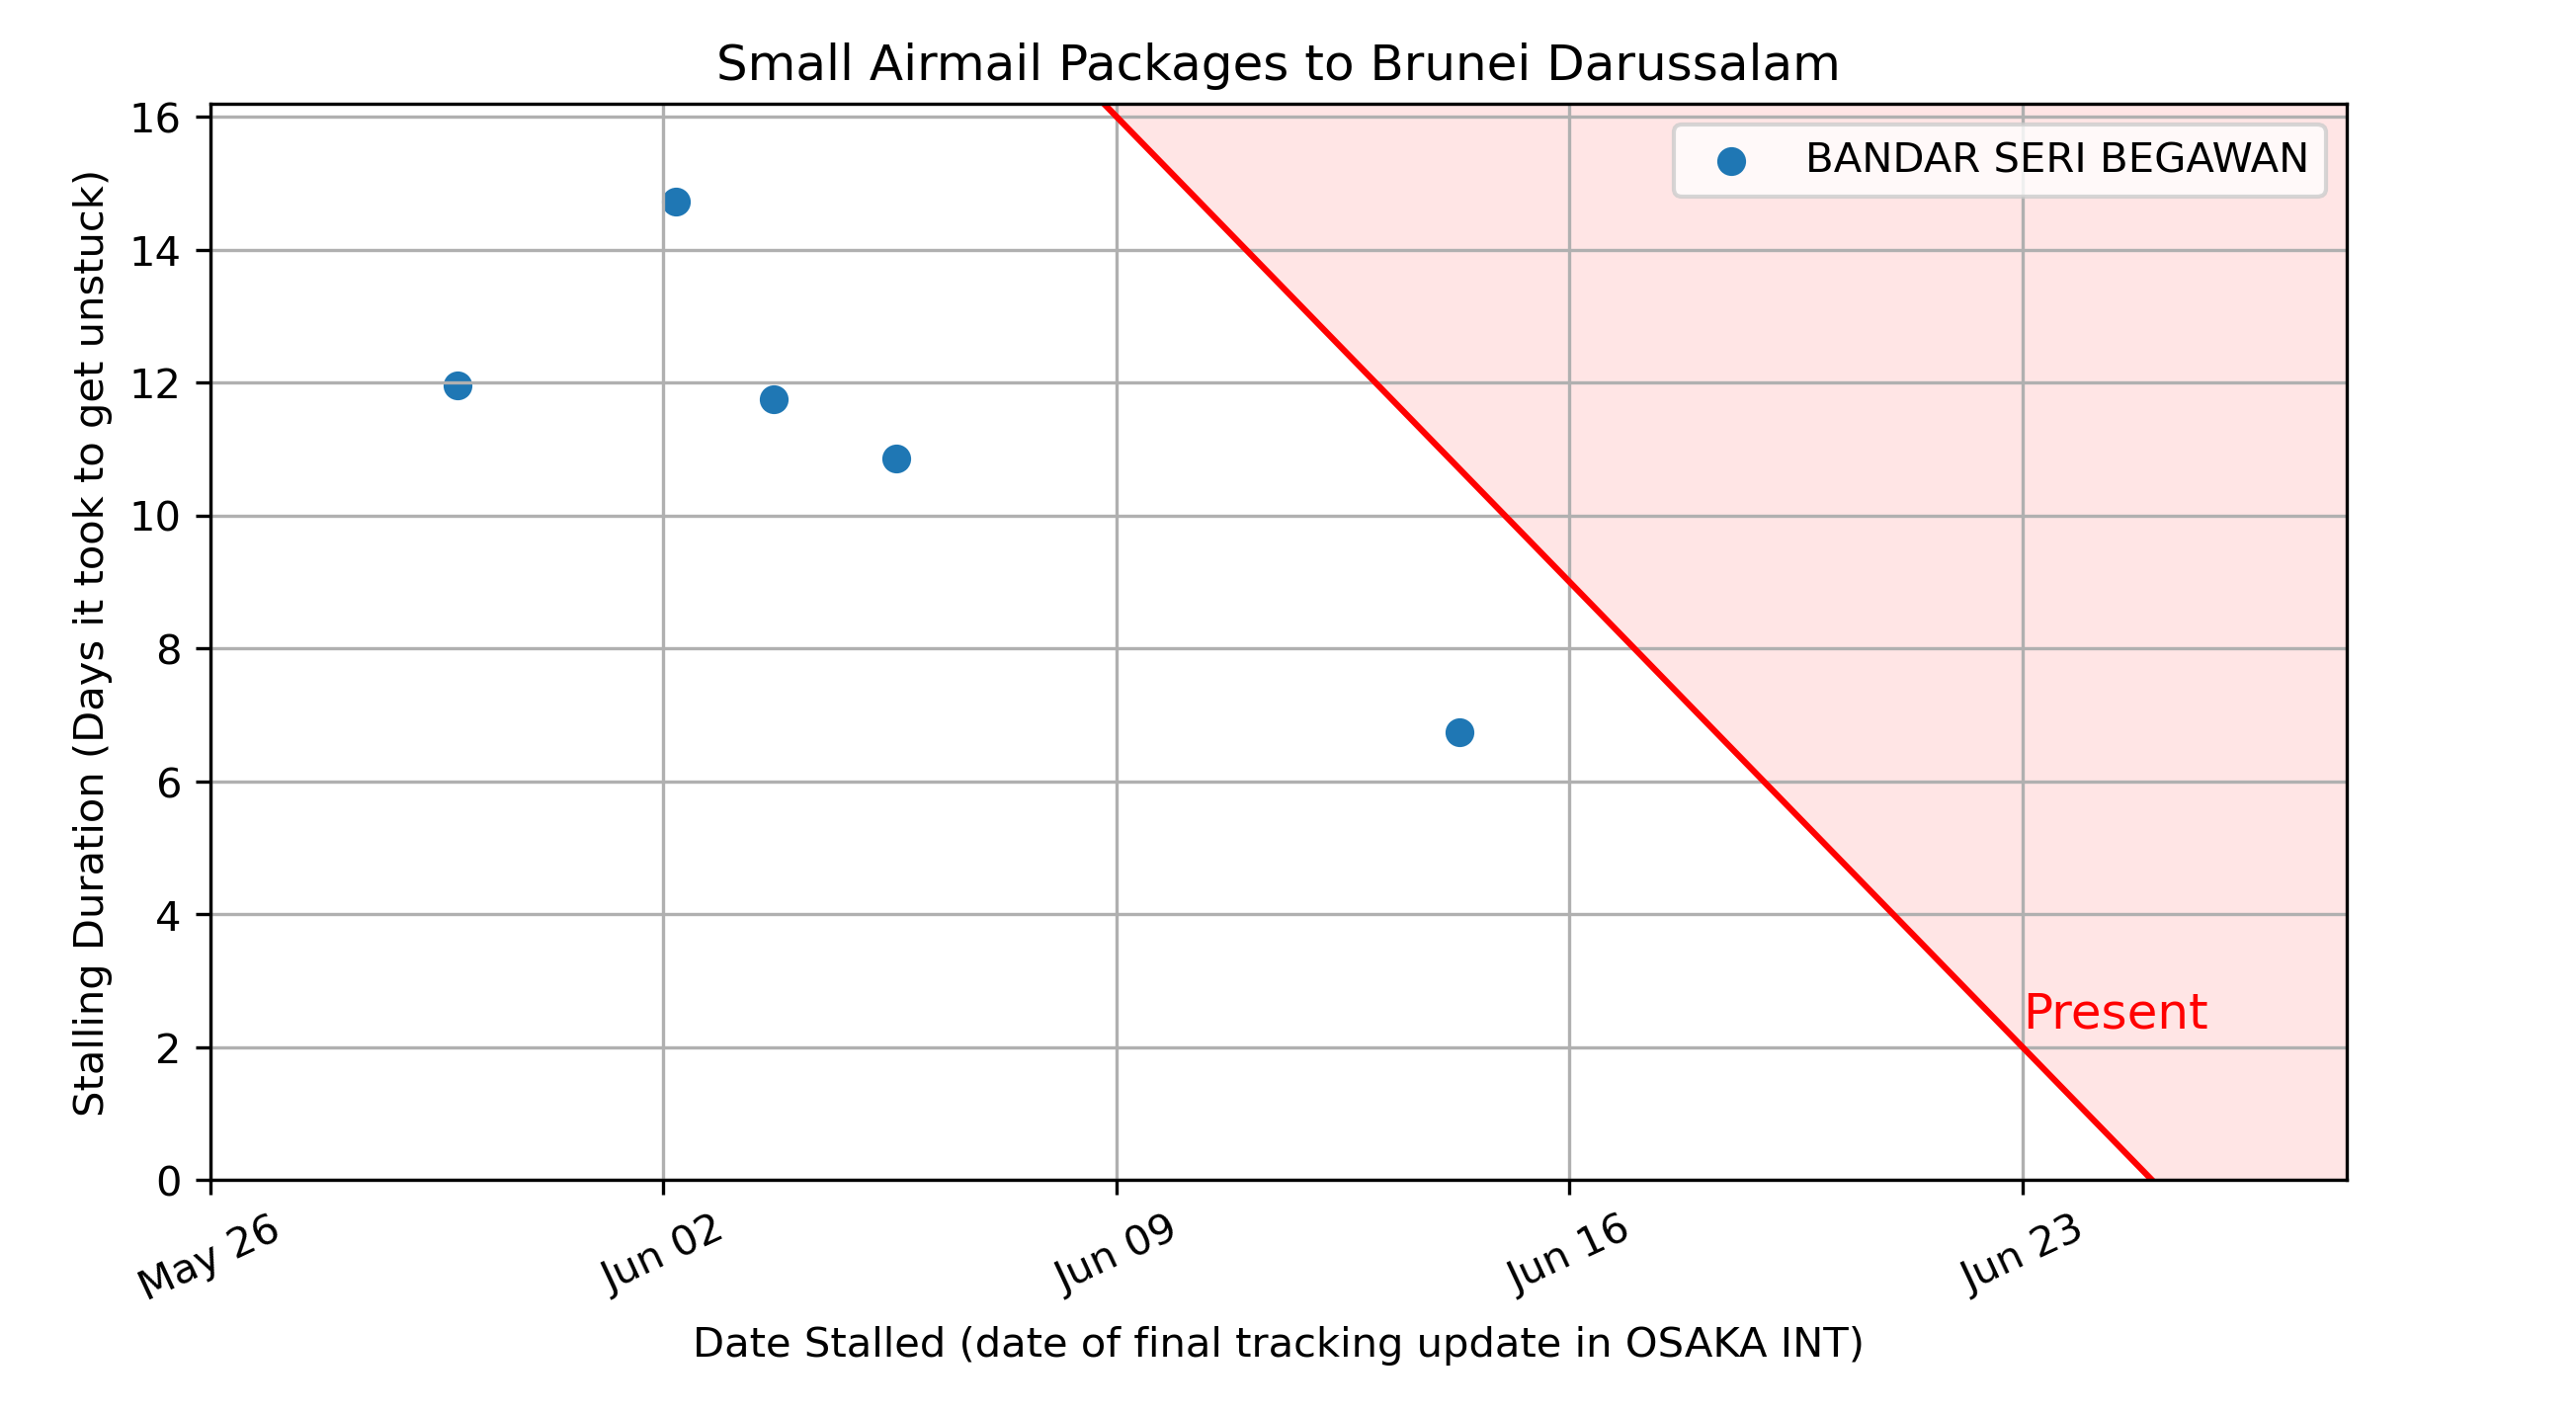 Small Airmail Packages to Brunei Darussalam
Stalling Duration (Days it took to get unstuck)
16
14
12
10
8
6
4
2
0
BANDAR SERI BEGAWAN
Present
May 26
Jun 02
Jun 09
Jun 16
Jun 23
Date Stalled (date of final tracking update in OSAKA INT)